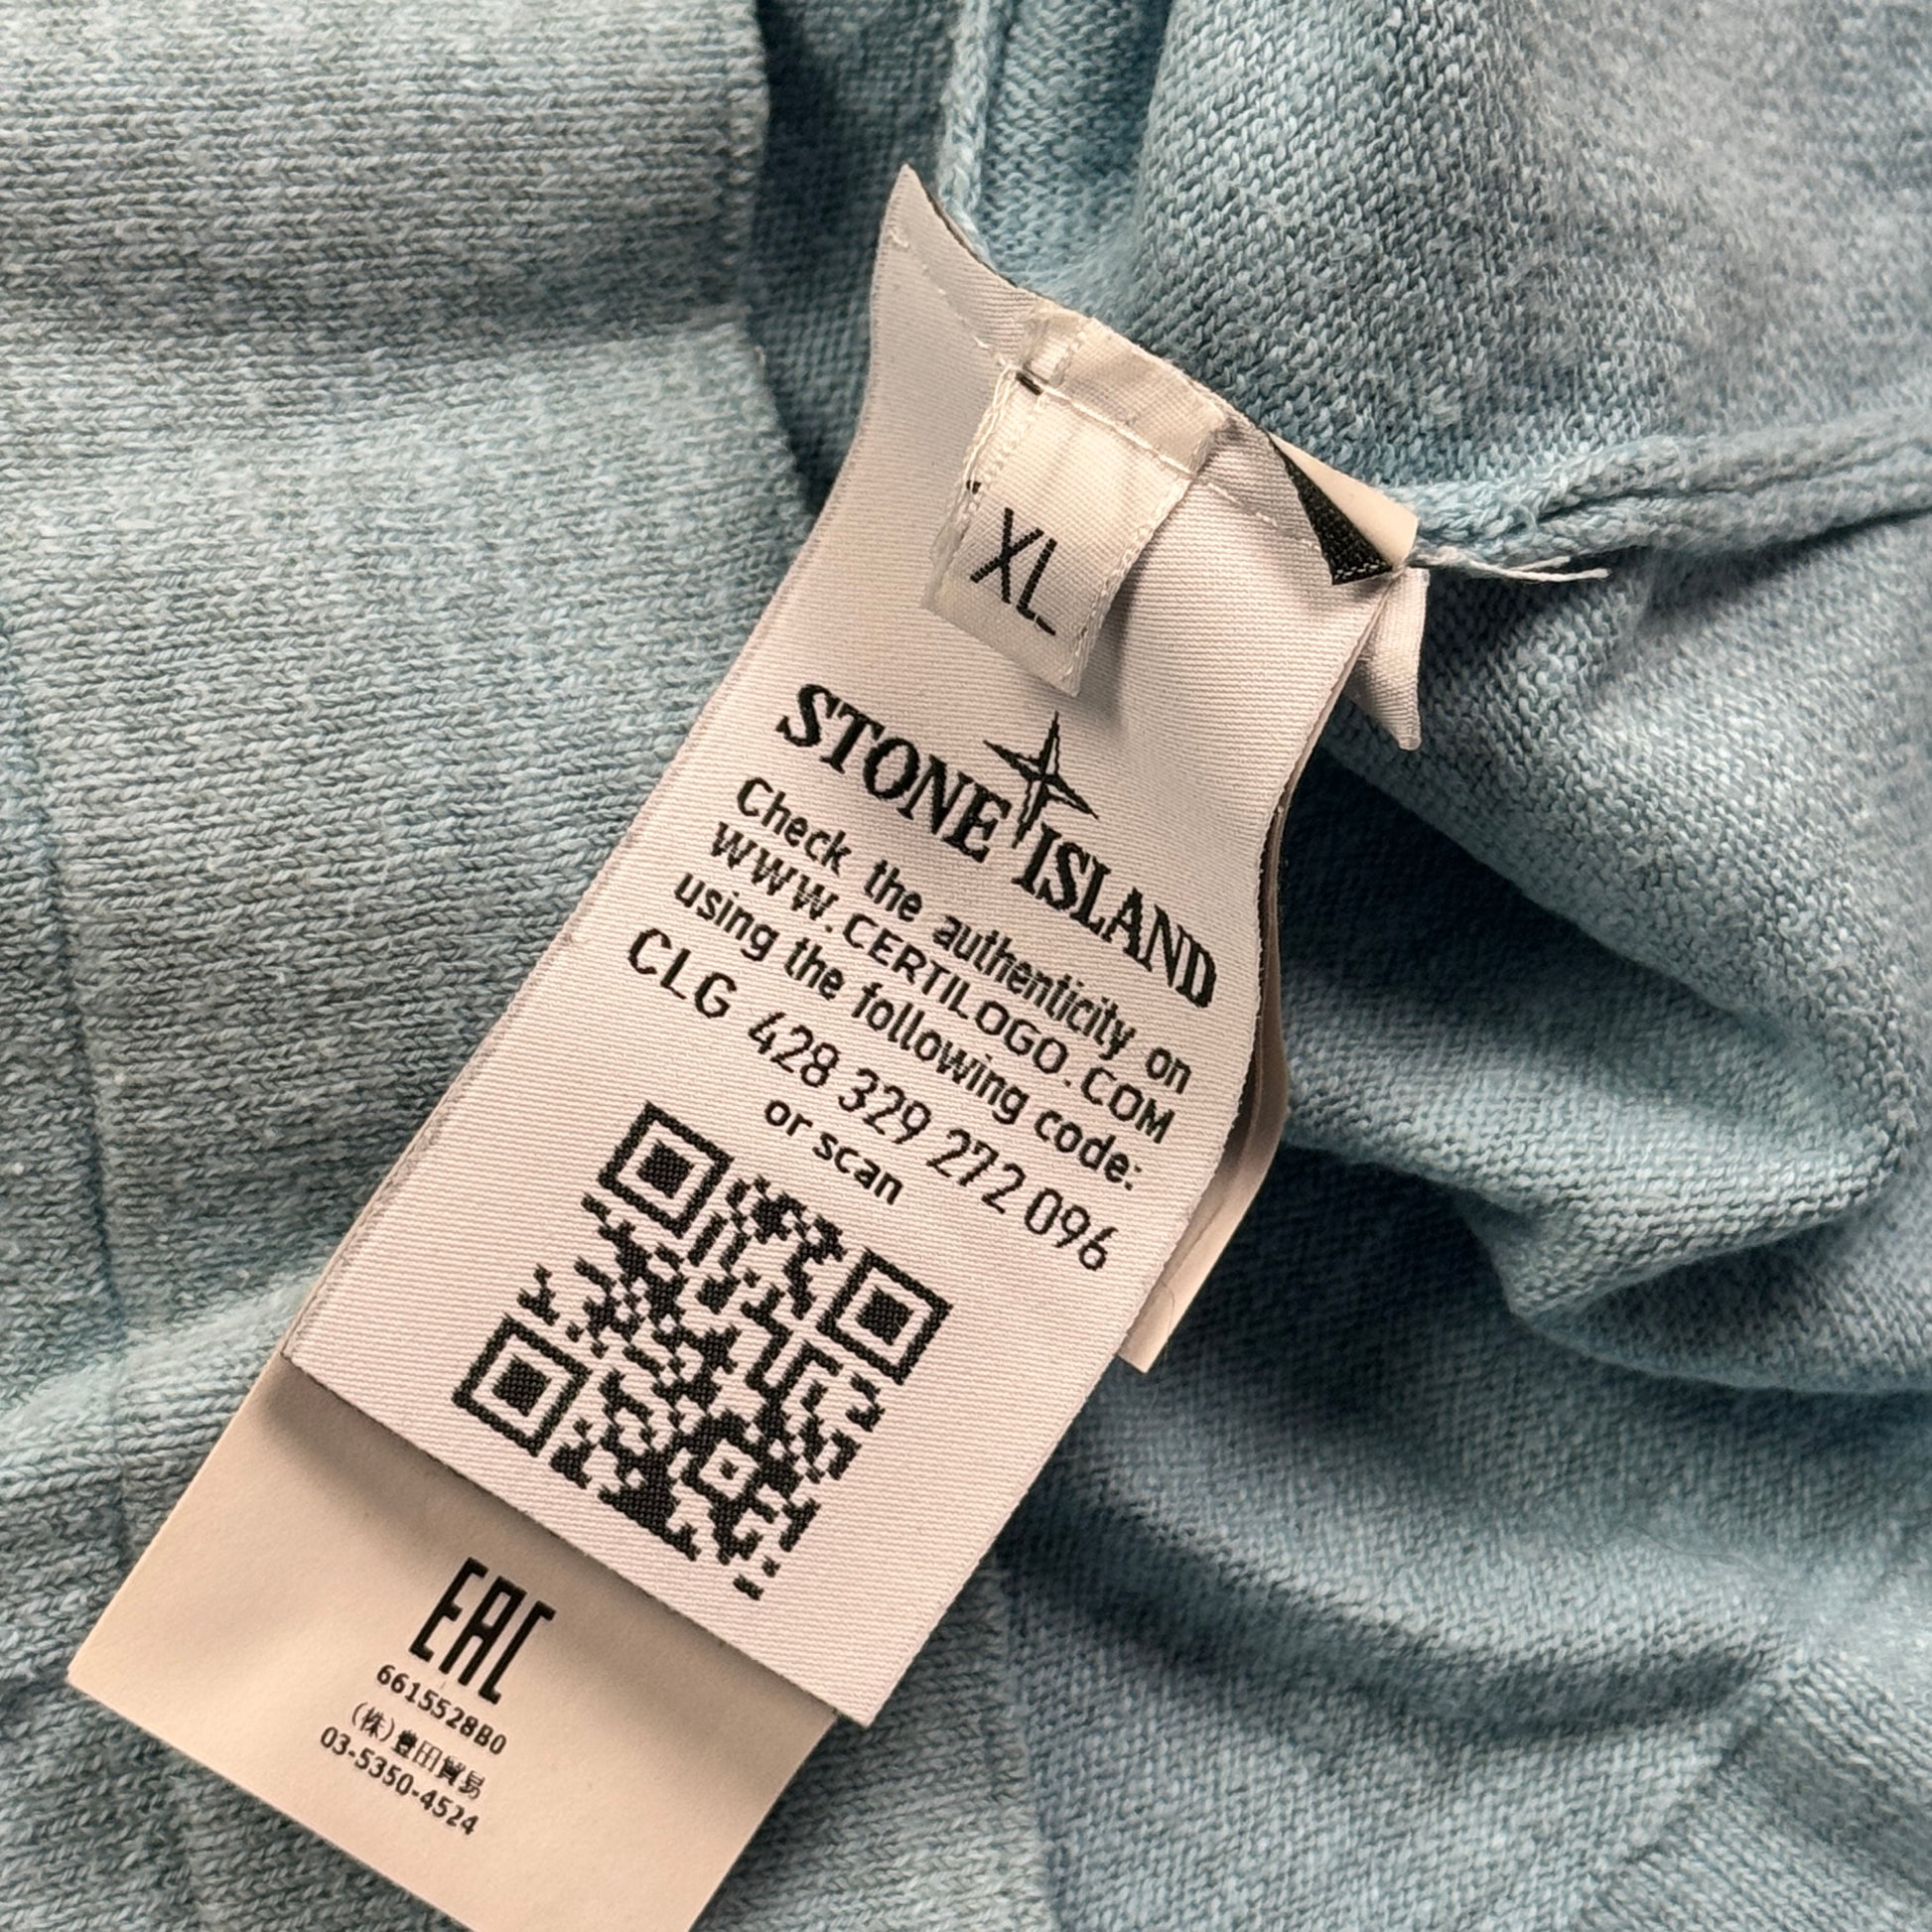 XL
STONE ISLAND
Check the authenticity on
WWW.CERTILOGO.COM
using the following code:
CLG 428 329 272 096
or scan
EAC
6615528B0
(株)豊田貿易
03-5350-4524